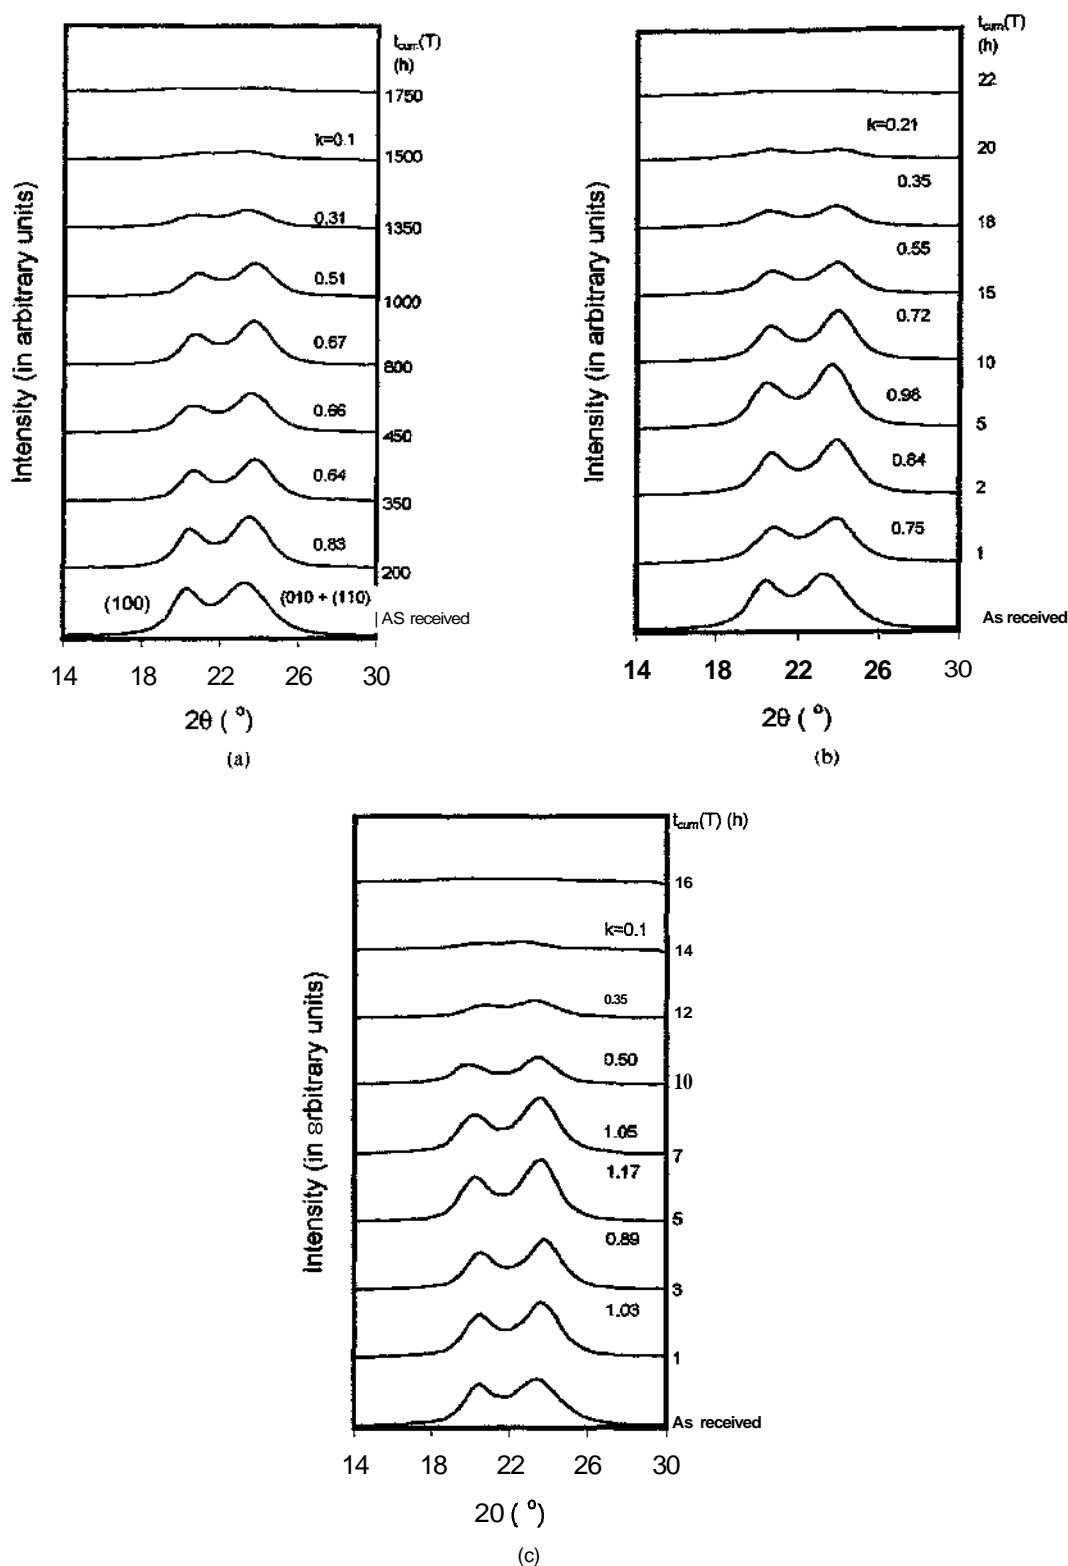 t_cum(T)
(h)
1750
k=0.1
1500
0.31
1350
0.51
1000
0.67
800
0.66
450
0.64
350
0.83
200
(100)
(010 + (110)
AS received
Intensity (in arbitrary units)
14 18 22 26 30
2θ ( °)
(a)
t_cum(T)
(h)
22
k=0.21
20
0.35
18
0.55
15
0.72
10
0.98
5
0.84
2
0.75
1
As received
Intensity (in arbitrary units)
14 18 22 26 30
2θ ( °)
(b)
t_cum(T) (h)
16
k=0.1
14
0.35
12
0.50
10
1.05
7
1.17
5
0.89
3
1.03
1
As received
Intensity (in arbitrary units)
14 18 22 26 30
20 ( °)
(c)